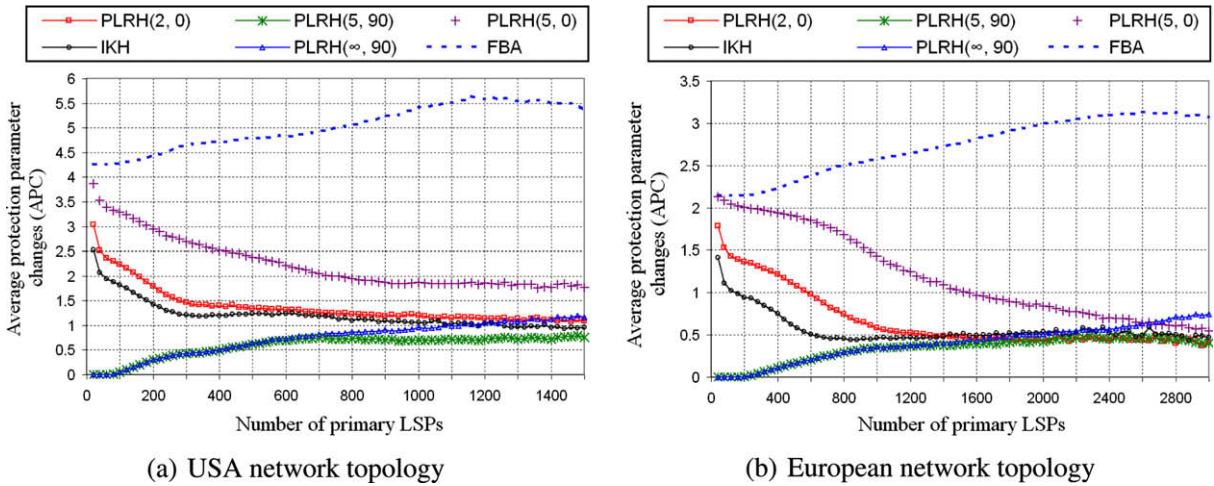 PLRH(2, 0) PLRH(5, 90) PLRH(5, 0)
IKH PLRH(∞, 90) FBA
6
5.5
5
4.5
4
3.5
3
2.5
2
1.5
1
0.5
0
Average protection parameter
changes (APC)
0 200 400 600 800 1000 1200 1400
Number of primary LSPs
(a) USA network topology
PLRH(2, 0) PLRH(5, 90) PLRH(5, 0)
IKH PLRH(∞, 90) FBA
3.5
3
2.5
2
1.5
1
0.5
0
Average protection parameter
changes (APC)
0 400 800 1200 1600 2000 2400 2800
Number of primary LSPs
(b) European network topology